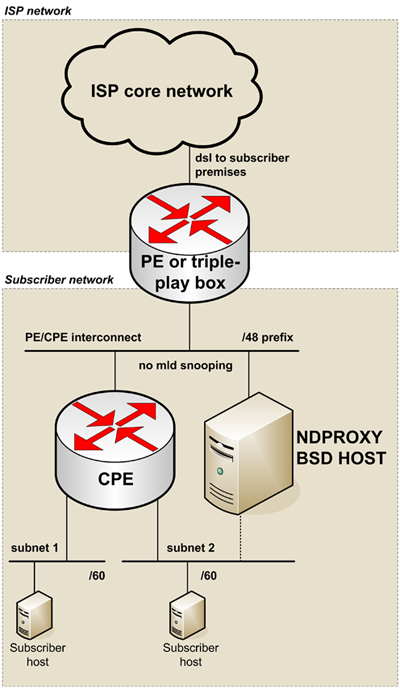 ISP network
ISP core network
dsl to subscriber
premises
PE or triple-
play box
Subscriber network
PE/CPE interconnect
/48 prefix
no mld snooping
NDPROXY
BSD HOST
CPE
subnet 1
subnet 2
/60
/60
Subscriber
host
Subscriber
host